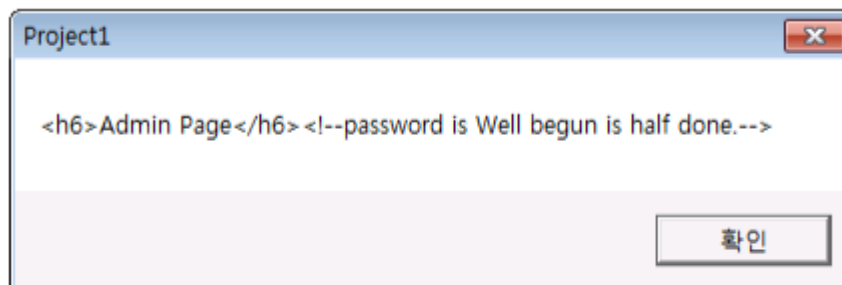 Project1
<h6>Admin Page</h6><!--password is Well begun is half done.-->
확인